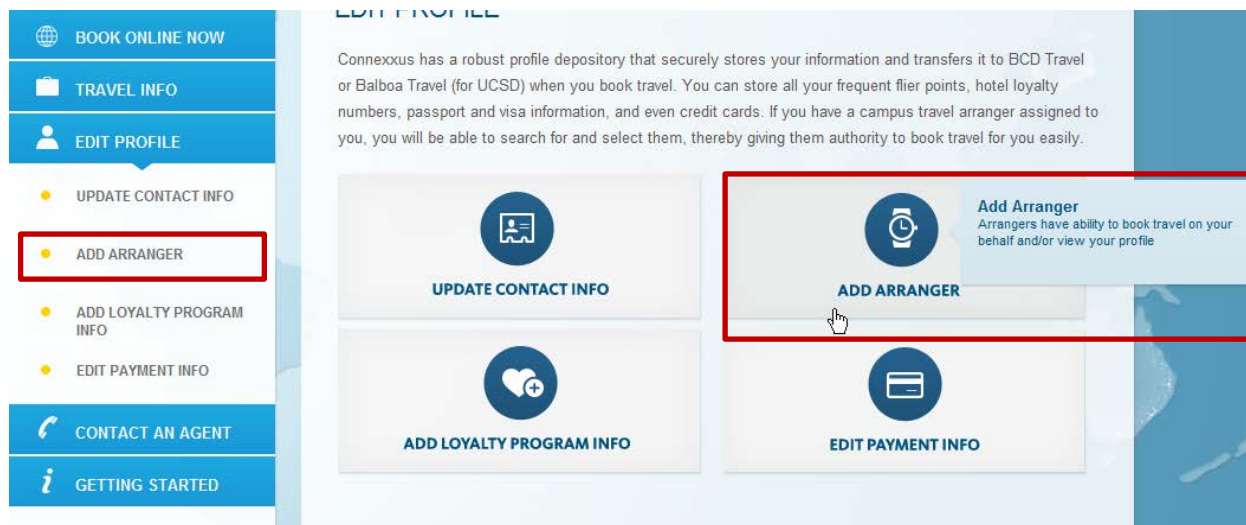 EDIT PROFILE
BOOK ONLINE NOW
TRAVEL INFO
EDIT PROFILE
UPDATE CONTACT INFO
ADD ARRANGER
ADD LOYALTY PROGRAM
INFO
EDIT PAYMENT INFO
CONTACT AN AGENT
GETTING STARTED
Connexxus has a robust profile depository that securely stores your information and transfers it to BCD Travel
or Balboa Travel (for UCSD) when you book travel. You can store all your frequent flier points, hotel loyalty
numbers, passport and visa information, and even credit cards. If you have a campus travel arranger assigned to
you, you will be able to search for and select them, thereby giving them authority to book travel for you easily.
UPDATE CONTACT INFO
ADD ARRANGER
Add Arranger
Arrangers have ability to book travel on your
behalf and/or view your profile
ADD LOYALTY PROGRAM INFO
EDIT PAYMENT INFO